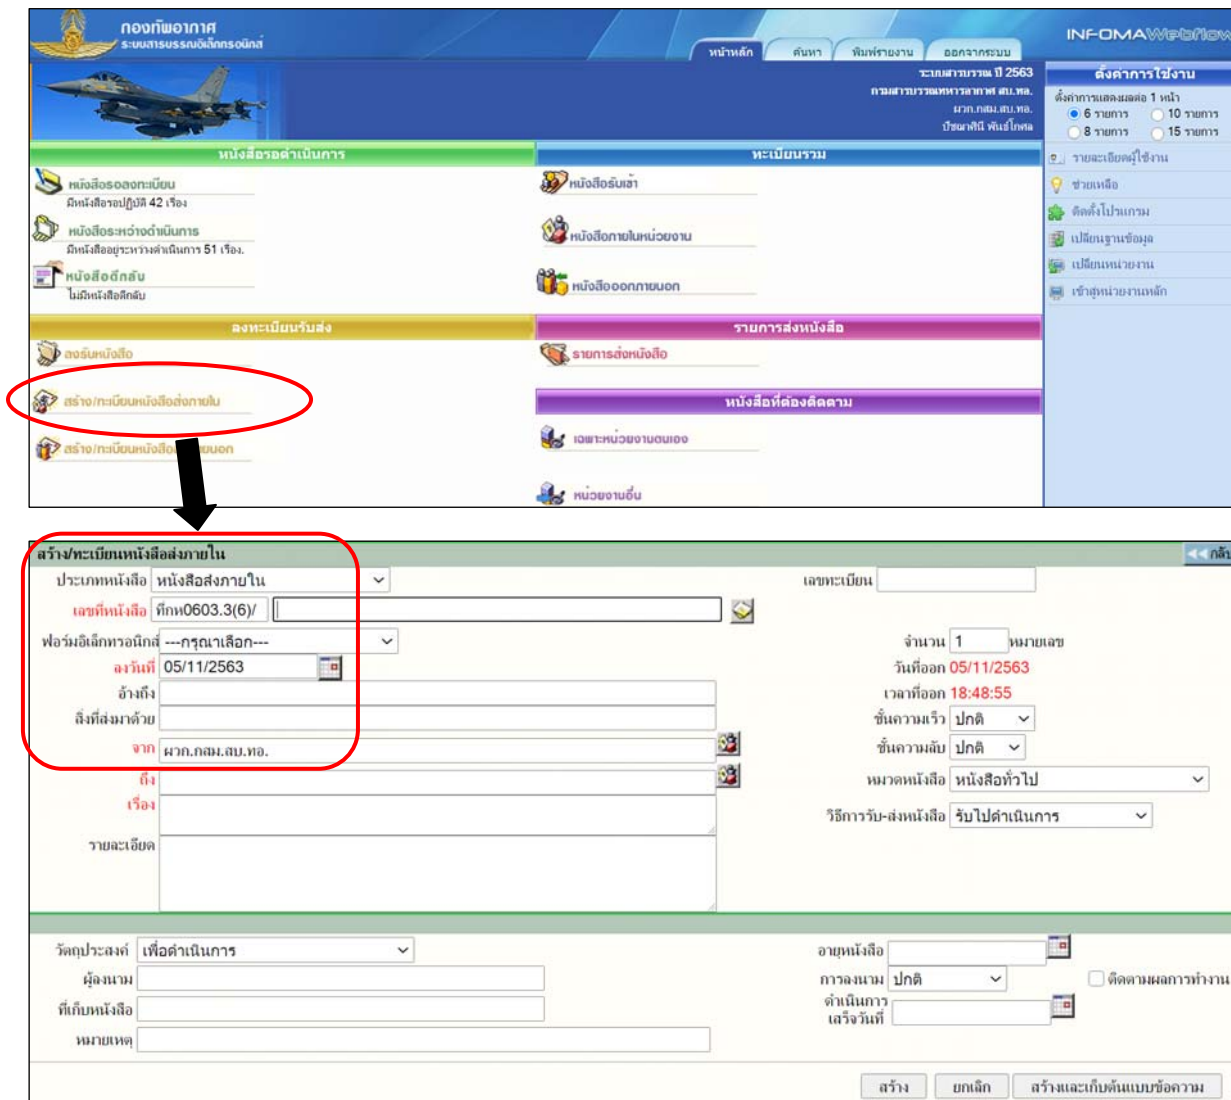 กองทัพอากาศ
ระบบสารบรรณอิเล็กทรอนิกส์
INFOMAWebflow
หน้าหลัก ค้นหา พิมพ์รายงาน ออกจากระบบ
ระบบสารบรรณ ปี 2563
กรมสารบรรณทหารอากาศ สบ.ทอ.
ผวก.กสม.สบ.ทอ.
ปัชฌาศินี พันธ์โกศล
ตั้งค่าการใช้งาน
ตั้งค่าการแสดงผลต่อ 1 หน้า
6 รายการ 10 รายการ
8 รายการ 15 รายการ
รายละเอียดผู้ใช้งาน
ช่วยเหลือ
ติดตั้งโปรแกรม
เปลี่ยนฐานข้อมูล
เปลี่ยนหน่วยงาน
เข้าสู่หน่วยงานหลัก
หนังสือรอดำเนินการ
หนังสือรอลงทะเบียน
มีหนังสือรอปฏิบัติ 42 เรื่อง
หนังสือระหว่างดำเนินการ
มีหนังสืออยู่ระหว่างดำเนินการ 51 เรื่อง.
หนังสือตีกลับ
ไม่มีหนังสือตีกลับ
ทะเบียนรวม
หนังสือรับเข้า
หนังสือภายในหน่วยงาน
หนังสือออกภายนอก
ลงทะเบียนรับส่ง
ลงรับหนังสือ
สร้าง/ทะเบียนหนังสือส่งภายใน
สร้าง/ทะเบียนหนังสือ ยนอก
รายการส่งหนังสือ
รายการส่งหนังสือ
หนังสือที่ต้องติดตาม
เฉพาะหน่วยงานตนเอง
หน่วยงานอื่น
สร้าง/ทะเบียนหนังสือส่งภายใน << กลับ
ประเภทหนังสือ หนังสือส่งภายใน เลขทะเบียน
เลขที่หนังสือ ที่กห0603.3(6)/
ฟอร์มอิเล็กทรอนิกส์ ---กรุณาเลือก--- จำนวน 1 หมายเลข
ลงวันที่ 05/11/2563 วันที่ออก 05/11/2563
อ้างถึง เวลาที่ออก 18:48:55
สิ่งที่ส่งมาด้วย ชั้นความเร็ว ปกติ
จาก ผวก.กสม.สบ.ทอ. ชั้นความลับ ปกติ
ถึง หมวดหนังสือ หนังสือทั่วไป
เรื่อง วิธีการรับ-ส่งหนังสือ รับไปดำเนินการ
รายละเอียด
วัตถุประสงค์ เพื่อดำเนินการ อายุหนังสือ
ผู้ลงนาม การลงนาม ปกติ ติดตามผลการทำงาน
ที่เก็บหนังสือ ดำเนินการ
เสร็จวันที่
หมายเหตุ
สร้าง ยกเลิก สร้างและเก็บต้นแบบข้อความ